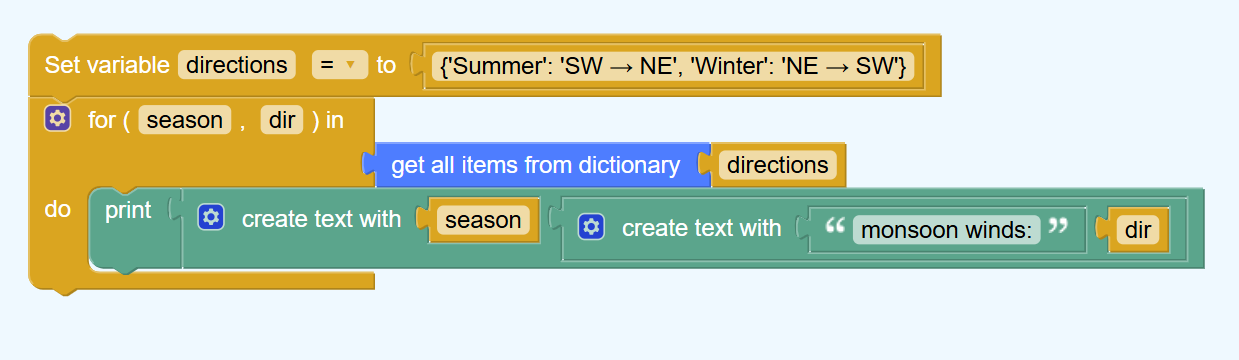 Set variable directions = to {'Summer': 'SW → NE', 'Winter': 'NE → SW'}
for ( season , dir ) in
get all items from dictionary directions
do print create text with season create text with “ monsoon winds: ” dir